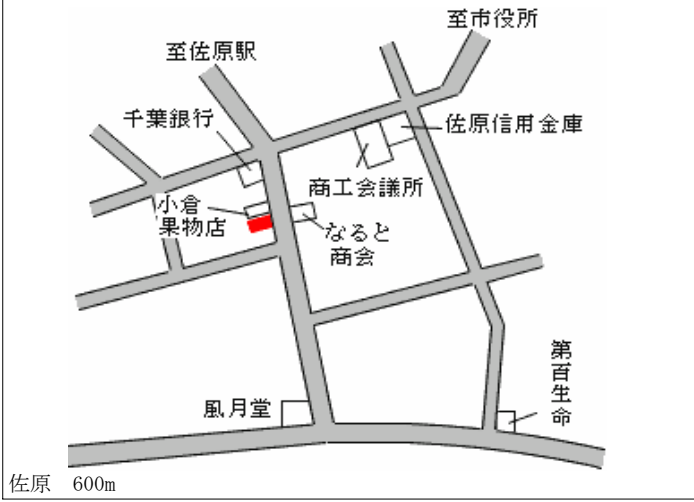 至市役所
至佐原駅
千葉銀行
佐原信用金庫
商工会議所
小倉
果物店
なると
商会
第百生命
風月堂
佐原　600m